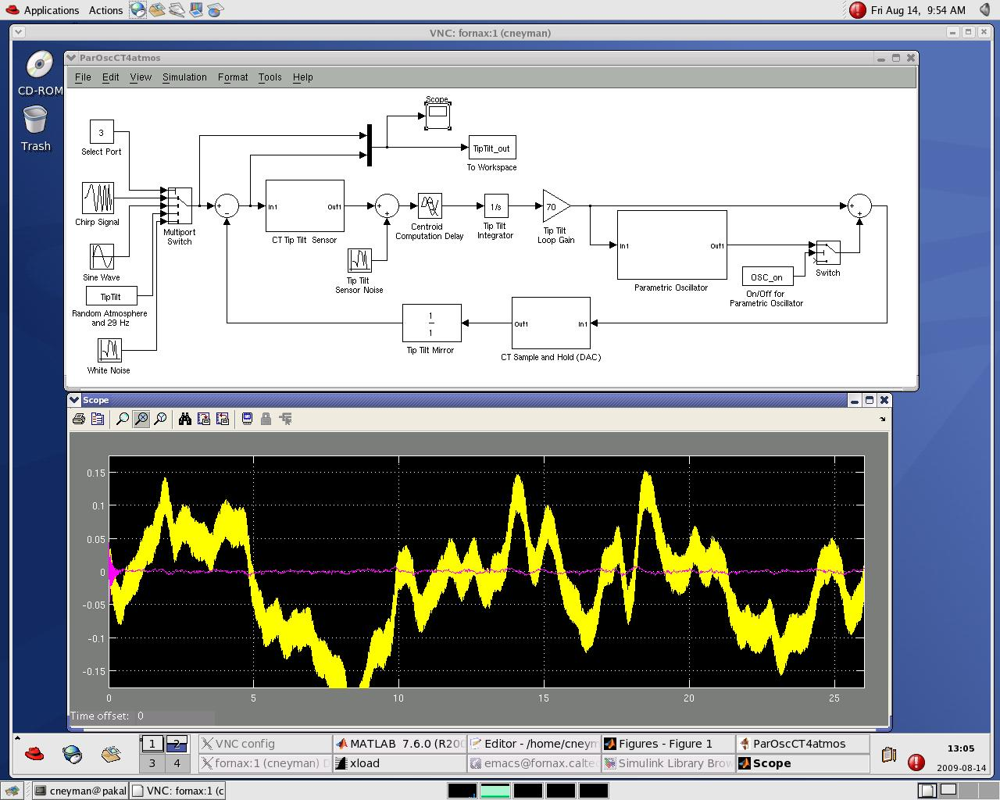 Applications Actions Fri Aug 14, 9:54 AM
VNC: fornax:1 (cneyman)
CD-ROM
Trash
ParOscCT4atmos
File Edit View Simulation Format Tools Help
Scope
3
Select Port
TipTilt_out
To Workspace
Chirp Signal
Multiport
Switch
In1 Out1
CT Tip Tilt Sensor
Centroid
Computation Delay
1/s
Tip Tilt
Integrator
70
Tip Tilt
Loop Gain
In1 Out1
Parametric Oscillator
Switch
OSC_on
On/Off for
Parametric Oscillator
Sine Wave
Tip Tilt
Sensor Noise
TipTilt
Random Atmosphere
and 29 Hz
White Noise
1
1
Tip Tilt Mirror
Out1 In1
CT Sample and Hold (DAC)
Scope
0.15
0.1
0.05
0
-0.05
-0.1
-0.15
0 5 10 15 20 25
Time offset: 0
1 2 VNC config MATLAB 7.6.0 (R200 Editor - /home/cneym Figures - Figure 1 ParOscCT4atmos
3 4 fornax:1 (cneyman) xload emacs@fornax.calte Simulink Library Brow Scope
13:05
2009-08-14
cneyman@pakal VNC: fornax:1 (c